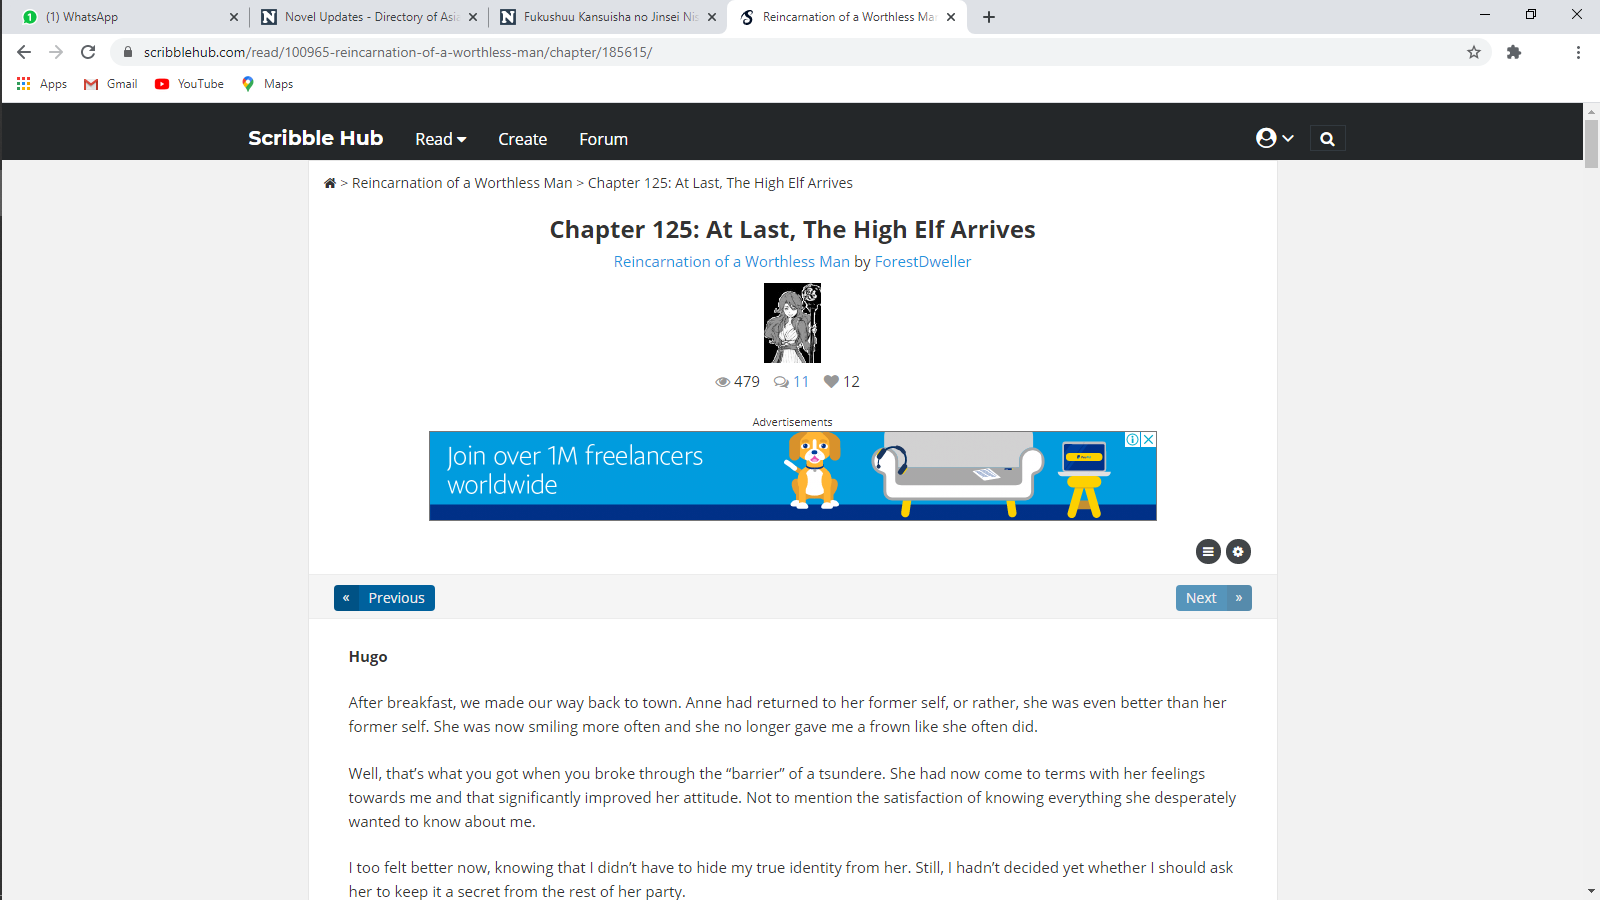 (1) WhatsApp
Novel Updates - Directory of Asia
Fukushuu Kansuisha no Jinsei Nis
Reincarnation of a Worthless Ma
scribblehub.com/read/100965-reincarnation-of-a-worthless-man/chapter/185615/
Apps Gmail YouTube Maps
Scribble Hub Read Create Forum
> Reincarnation of a Worthless Man > Chapter 125: At Last, The High Elf Arrives
Chapter 125: At Last, The High Elf Arrives
Reincarnation of a Worthless Man by ForestDweller
479 11 12
Advertisements
Join over 1M freelancers
worldwide
« Previous
Next »
Hugo
After breakfast, we made our way back to town. Anne had returned to her former self, or rather, she was even better than her
former self. She was now smiling more often and she no longer gave me a frown like she often did.
Well, that’s what you got when you broke through the “barrier” of a tsundere. She had now come to terms with her feelings
towards me and that significantly improved her attitude. Not to mention the satisfaction of knowing everything she desperately
wanted to know about me.
I too felt better now, knowing that I didn’t have to hide my true identity from her. Still, I hadn’t decided yet whether I should ask
her to keep it a secret from the rest of her party.